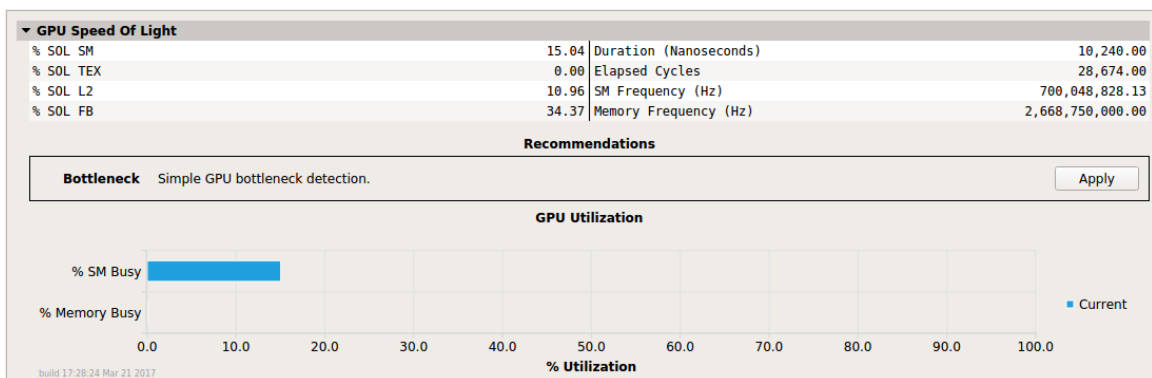 GPU Speed Of Light
% SOL SM 15.04 Duration (Nanoseconds) 10,240.00
% SOL TEX 0.00 Elapsed Cycles 28,674.00
% SOL L2 10.96 SM Frequency (Hz) 700,048,828.13
% SOL FB 34.37 Memory Frequency (Hz) 2,668,750,000.00
Recommendations
Bottleneck Simple GPU bottleneck detection. Apply
GPU Utilization
% SM Busy
% Memory Busy
Current
0.0 10.0 20.0 30.0 40.0 50.0 60.0 70.0 80.0 90.0 100.0
% Utilization
build 17:28:24 Mar 21 2017